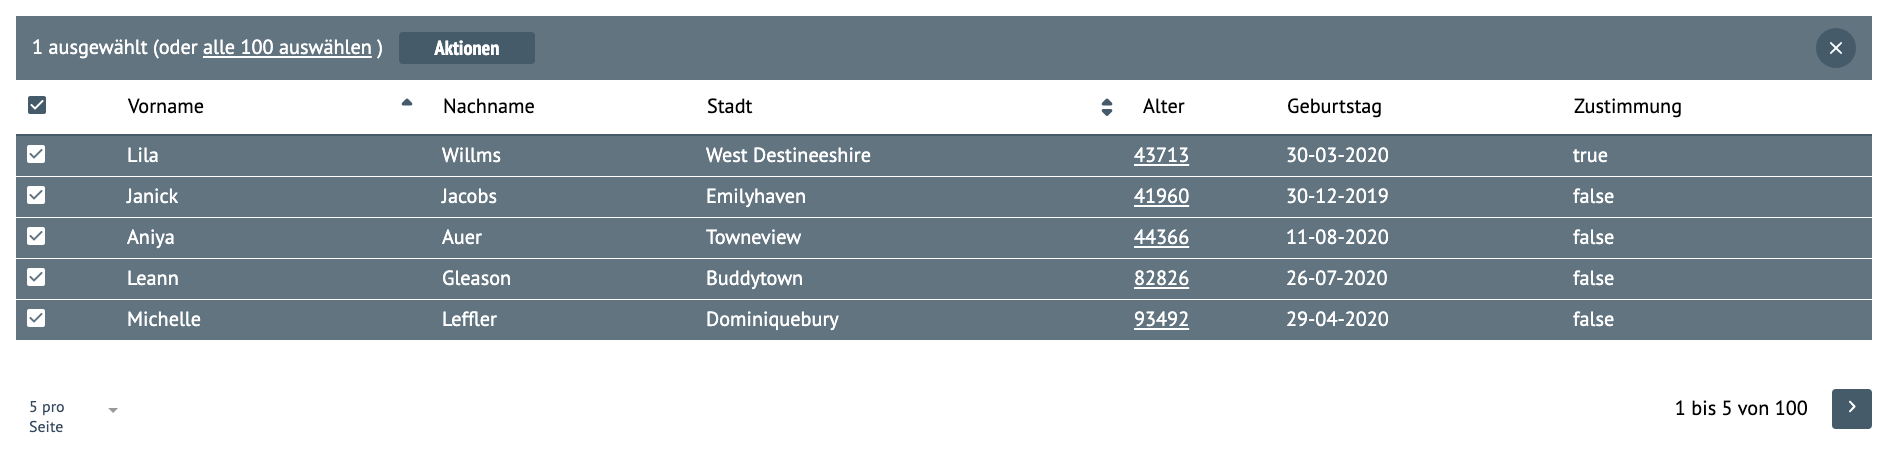 1 ausgewählt (oder alle 100 auswählen ) Aktionen
Vorname Nachname Stadt Alter Geburtstag Zustimmung
Lila Willms West Destineeshire 43713 30-03-2020 true
Janick Jacobs Emilyhaven 41960 30-12-2019 false
Aniya Auer Towneview 44366 11-08-2020 false
Leann Gleason Buddytown 82826 26-07-2020 false
Michelle Leffler Dominiquebury 93492 29-04-2020 false
5 pro
Seite
1 bis 5 von 100